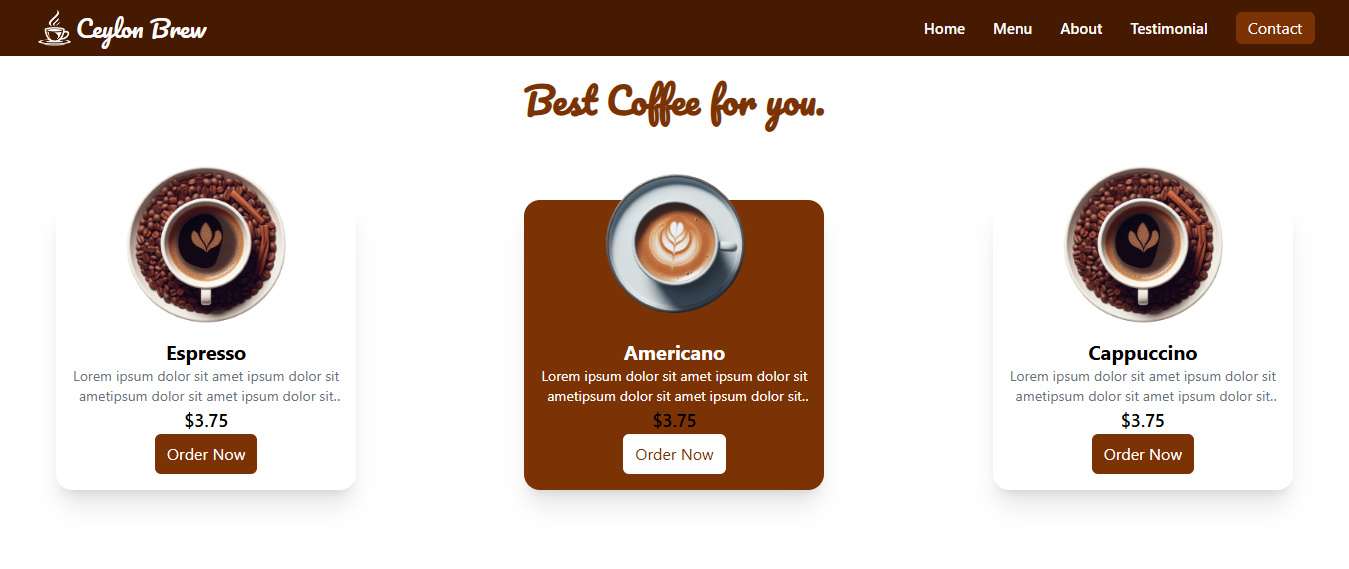 Ceylon Brew
Home Menu About Testimonial Contact
Best Coffee for you.
Espresso
Lorem ipsum dolor sit amet ipsum dolor sit
ametipsum dolor sit amet ipsum dolor sit..
$3.75
Order Now
Americano
Lorem ipsum dolor sit amet ipsum dolor sit
ametipsum dolor sit amet ipsum dolor sit..
$3.75
Order Now
Cappuccino
Lorem ipsum dolor sit amet ipsum dolor sit
ametipsum dolor sit amet ipsum dolor sit..
$3.75
Order Now